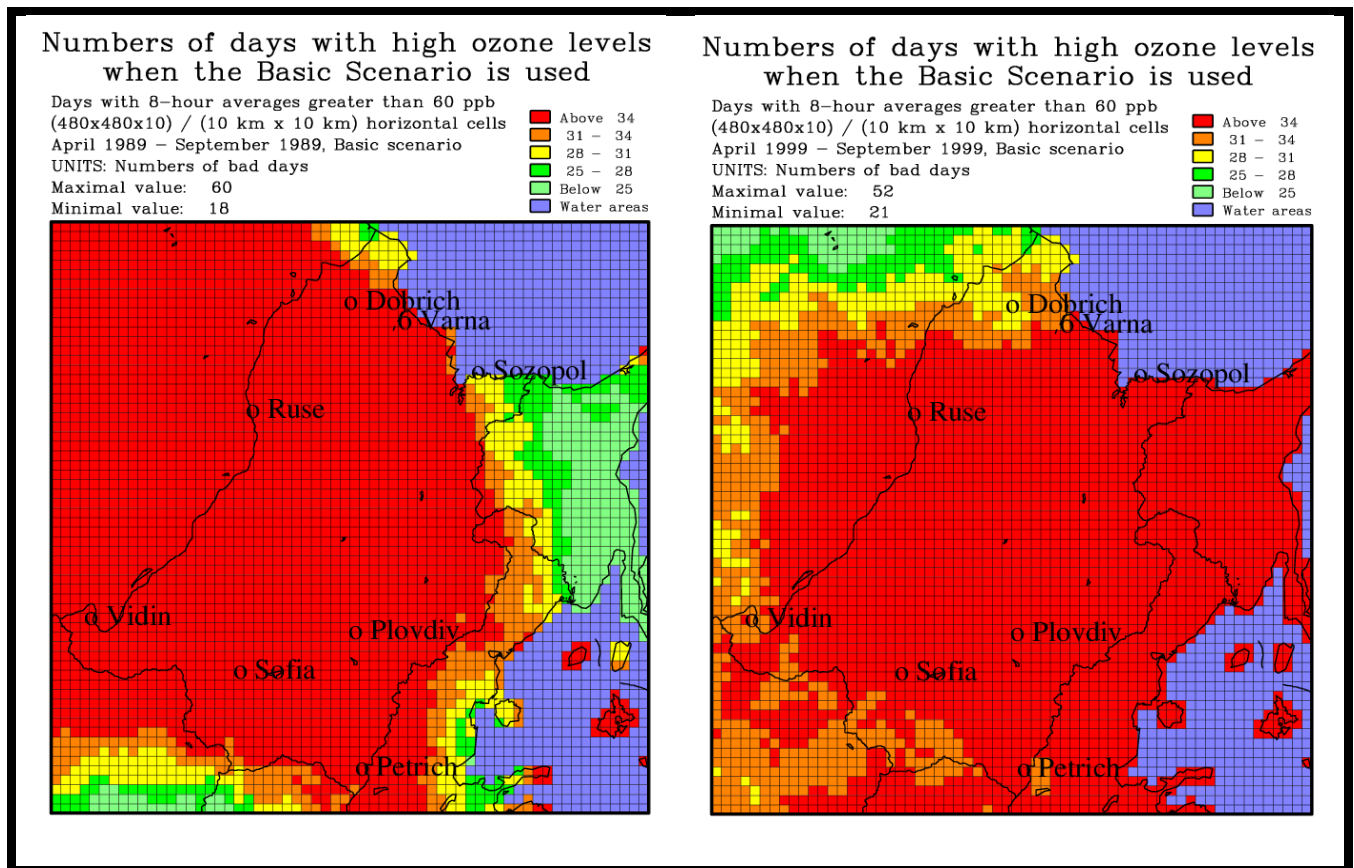 Numbers of days with high ozone levels
when the Basic Scenario is used
Days with 8-hour averages greater than 60 ppb
(480x480x10) / (10 km x 10 km) horizontal cells
April 1989 - September 1989, Basic scenario
UNITS: Numbers of bad days
Maximal value: 60
Minimal value: 18
Above 34
31 - 34
28 - 31
25 - 28
Below 25
Water areas
o Dobrich
o Varna
o Sozopol
o Ruse
o Vidin
o Plovdiv
o Sofia
o Petrich
Numbers of days with high ozone levels
when the Basic Scenario is used
Days with 8-hour averages greater than 60 ppb
(480x480x10) / (10 km x 10 km) horizontal cells
April 1999 - September 1999, Basic scenario
UNITS: Numbers of bad days
Maximal value: 52
Minimal value: 21
Above 34
31 - 34
28 - 31
25 - 28
Below 25
Water areas
o Dobrich
o Varna
o Sozopol
o Ruse
o Vidin
o Plovdiv
o Sofia
o Petrich